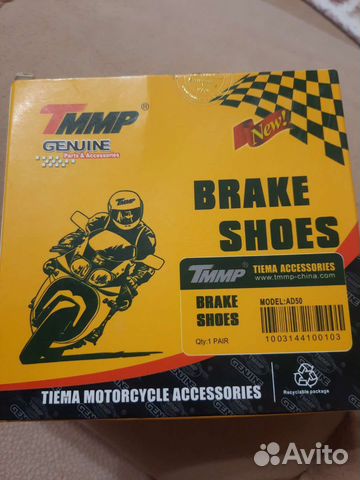 TMMP®
GENUINE
Parts & Accessories
New!
TMMP
BRAKE
SHOES
TMMP TIEMA ACCESSORIES
www.tmmp-china.com
BRAKE
SHOES
MODEL:AD50
Qty:1 PAIR
1003144100103
TIEMA MOTORCYCLE ACCESSORIES
Recyclable package
Avito